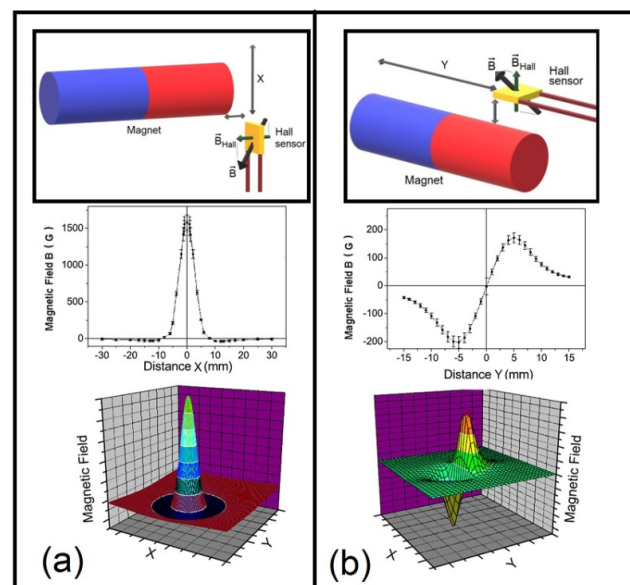 X
Magnet
B⃗Hall
B⃗
Hall
sensor
Magnetic Field B (G)
1500
1000
500
0
-30 -20 -10 0 10 20 30
Distance X (mm)
Magnetic Field
X
Y
(a)
Y
B⃗
B⃗Hall
Hall
sensor
Magnet
Magnetic Field B (G)
200
100
0
-100
-200
-15 -10 -5 0 5 10 15
Distance Y (mm)
Magnetic Field
X
Y
(b)